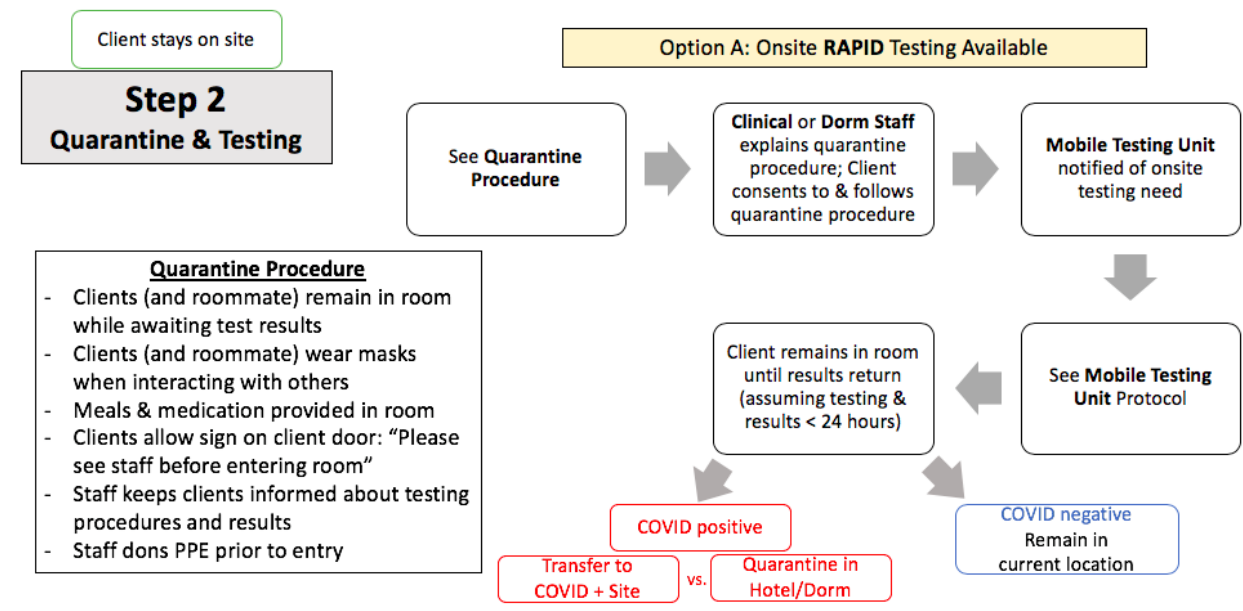 Client stays on site
Step 2
Quarantine & Testing
Option A: Onsite RAPID Testing Available
See Quarantine
Procedure
Clinical or Dorm Staff
explains quarantine
procedure; Client
consents to & follows
quarantine procedure
Mobile Testing Unit
notified of onsite
testing need
See Mobile Testing
Unit Protocol
Client remains in room
until results return
(assuming testing &
results < 24 hours)
COVID positive
Transfer to
COVID + Site
vs.
Quarantine in
Hotel/Dorm
COVID negative
Remain in
current location
Quarantine Procedure
- Clients (and roommate) remain in room
while awaiting test results
- Clients (and roommate) wear masks
when interacting with others
- Meals & medication provided in room
- Clients allow sign on client door: “Please
see staff before entering room”
- Staff keeps clients informed about testing
procedures and results
- Staff dons PPE prior to entry